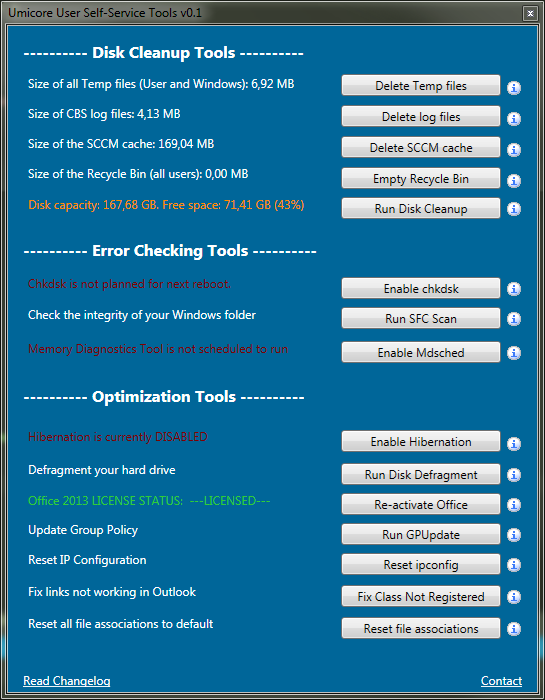 Umicore User Self-Service Tools v0.1
x
---------- Disk Cleanup Tools ----------
Size of all Temp files (User and Windows): 6,92 MB Delete Temp files i
Size of CBS log files: 4,13 MB Delete log files i
Size of the SCCM cache: 169,04 MB Delete SCCM cache i
Size of the Recycle Bin (all users): 0,00 MB Empty Recycle Bin i
Disk capacity: 167,68 GB. Free space: 71,41 GB (43%) Run Disk Cleanup i
---------- Error Checking Tools ----------
Chkdsk is not planned for next reboot. Enable chkdsk i
Check the integrity of your Windows folder Run SFC Scan i
Memory Diagnostics Tool is not scheduled to run Enable Mdsched i
---------- Optimization Tools ----------
Hibernation is currently DISABLED Enable Hibernation i
Defragment your hard drive Run Disk Defragment i
Office 2013 LICENSE STATUS: ---LICENSED--- Re-activate Office i
Update Group Policy Run GPUpdate i
Reset IP Configuration Reset ipconfig i
Fix links not working in Outlook Fix Class Not Registered i
Reset all file associations to default Reset file associations i
Read Changelog Contact